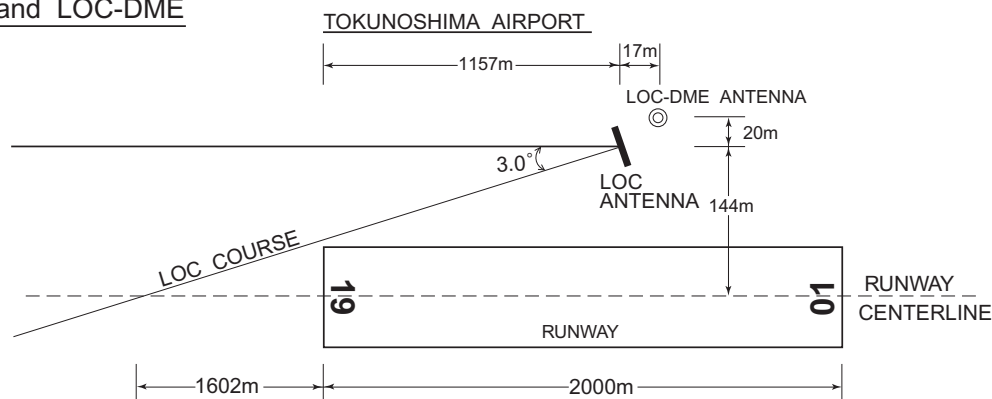 and LOC-DME
TOKUNOSHIMA AIRPORT
17m
1157m
LOC-DME ANTENNA
20m
3.0°
LOC
ANTENNA
144m
LOC COURSE
19
01
RUNWAY
CENTERLINE
RUNWAY
1602m
2000m